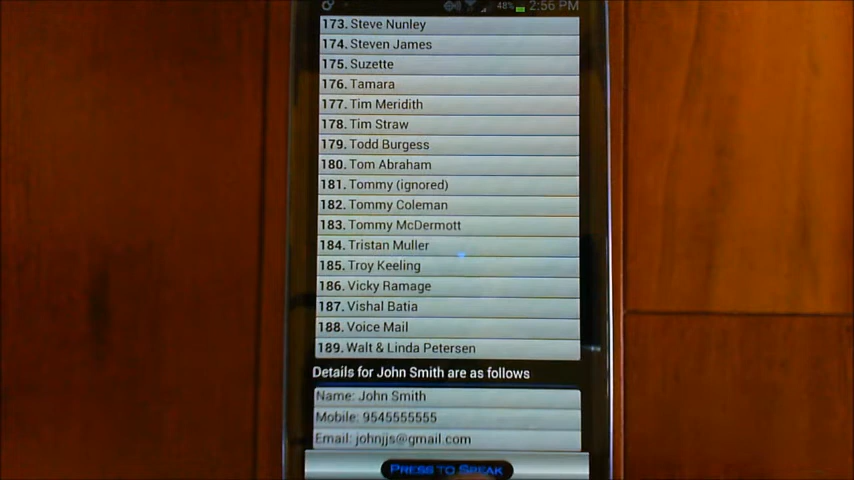 48% 2:56 PM
173. Steve Nunley
174. Steven James
175. Suzette
176. Tamara
177. Tim Meridith
178. Tim Straw
179. Todd Burgess
180. Tom Abraham
181. Tommy (ignored)
182. Tommy Coleman
183. Tommy McDermott
184. Tristan Muller
185. Troy Keeling
186. Vicky Ramage
187. Vishal Batia
188. Voice Mail
189. Walt & Linda Petersen
Details for John Smith are as follows
Name: John Smith
Mobile: 9545555555
Email: johnjjs@gmail.com
PRESS TO SPEAK